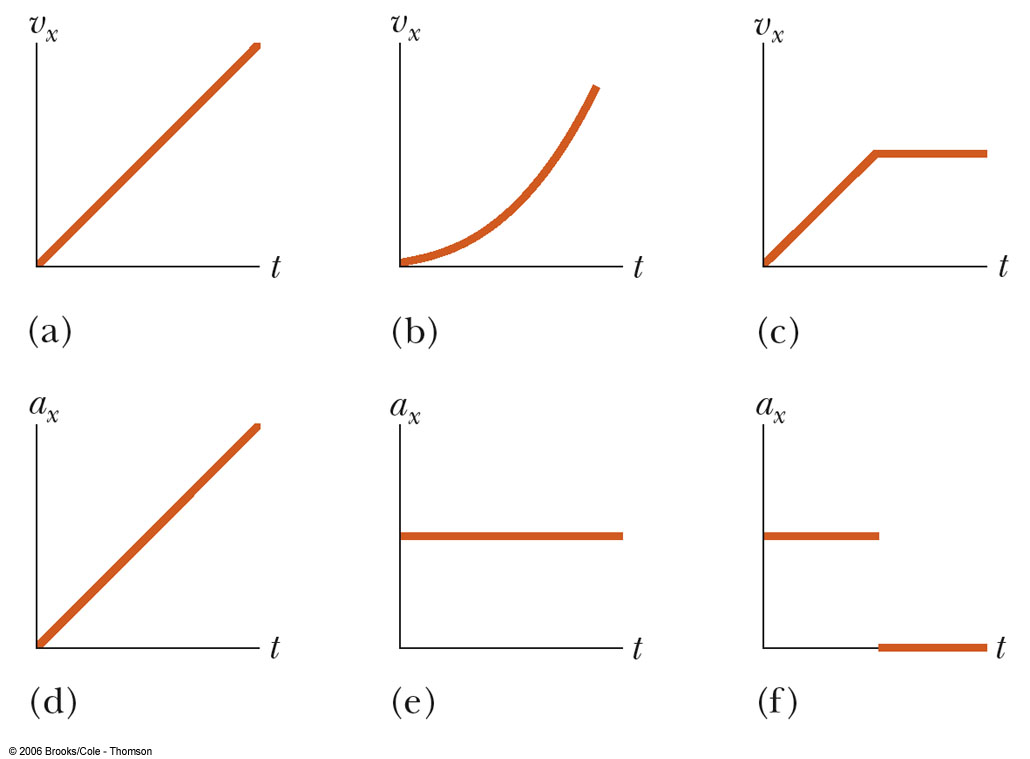 vx vx vx
t t t
(a) (b) (c)
ax ax ax
t t t
(d) (e) (f)
© 2006 Brooks/Cole - Thomson